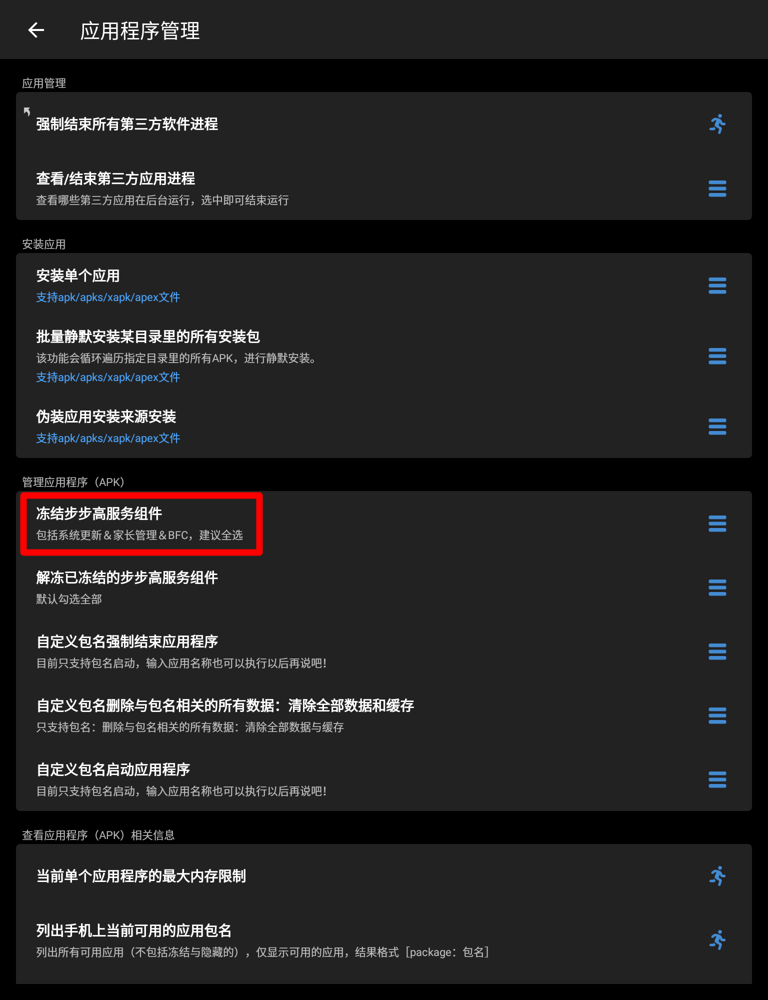 应用程序管理
应用管理
强制结束所有第三方软件进程
查看/结束第三方应用进程
查看哪些第三方应用在后台运行，选中即可结束运行
安装应用
安装单个应用
支持apk/apks/xapk/apex文件
批量静默安装某目录里的所有安装包
该功能会循环遍历指定目录里的所有APK，进行静默安装。
支持apk/apks/xapk/apex文件
伪装应用安装来源安装
支持apk/apks/xapk/apex文件
管理应用程序（APK）
冻结步步高服务组件
包括系统更新＆家长管理＆BFC，建议全选
解冻已冻结的步步高服务组件
默认勾选全部
自定义包名强制结束应用程序
目前只支持包名启动，输入应用名称也可以执行以后再说吧！
自定义包名删除与包名相关的所有数据：清除全部数据和缓存
只支持包名：删除与包名相关的所有数据：清除全部数据与缓存
自定义包名启动应用程序
目前只支持包名启动，输入应用名称也可以执行以后再说吧！
查看应用程序（APK）相关信息
当前单个应用程序的最大内存限制
列出手机上当前可用的应用包名
列出所有可用应用（不包括冻结与隐藏的），仅显示可用的应用，结果格式［package：包名］